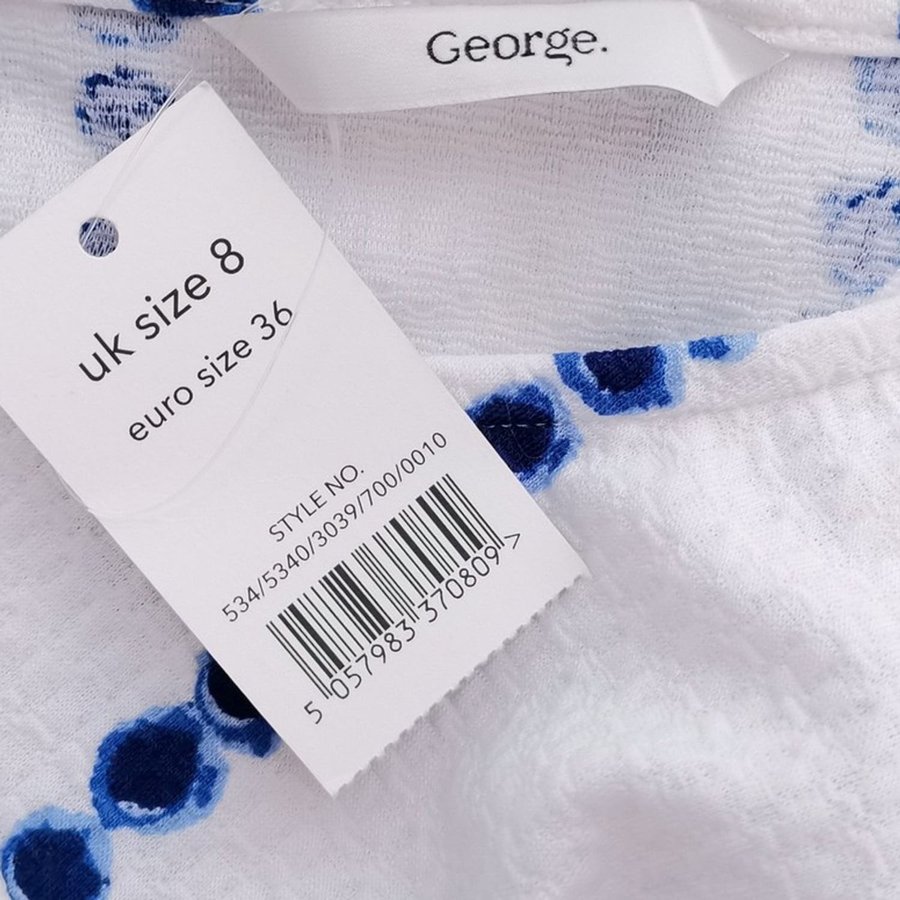 George.
uk size 8
euro size 36
STYLE NO.
534/5340/3039/700/0010
5 057983 370809 >